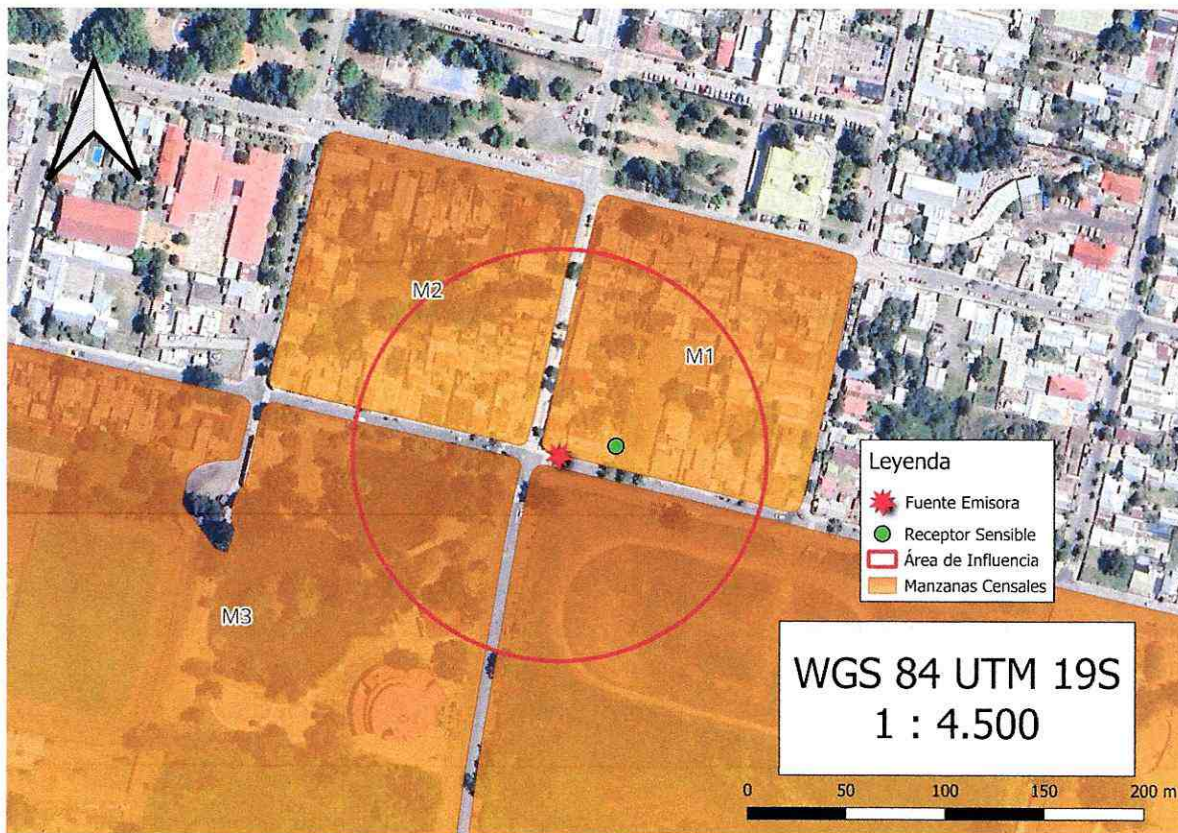 M2
M1
Leyenda
Fuente Emisora
Receptor Sensible
Área de Influencia
Manzanas Censales
M3
WGS 84 UTM 19S
1 : 4.500
0 50 100 150 200 m